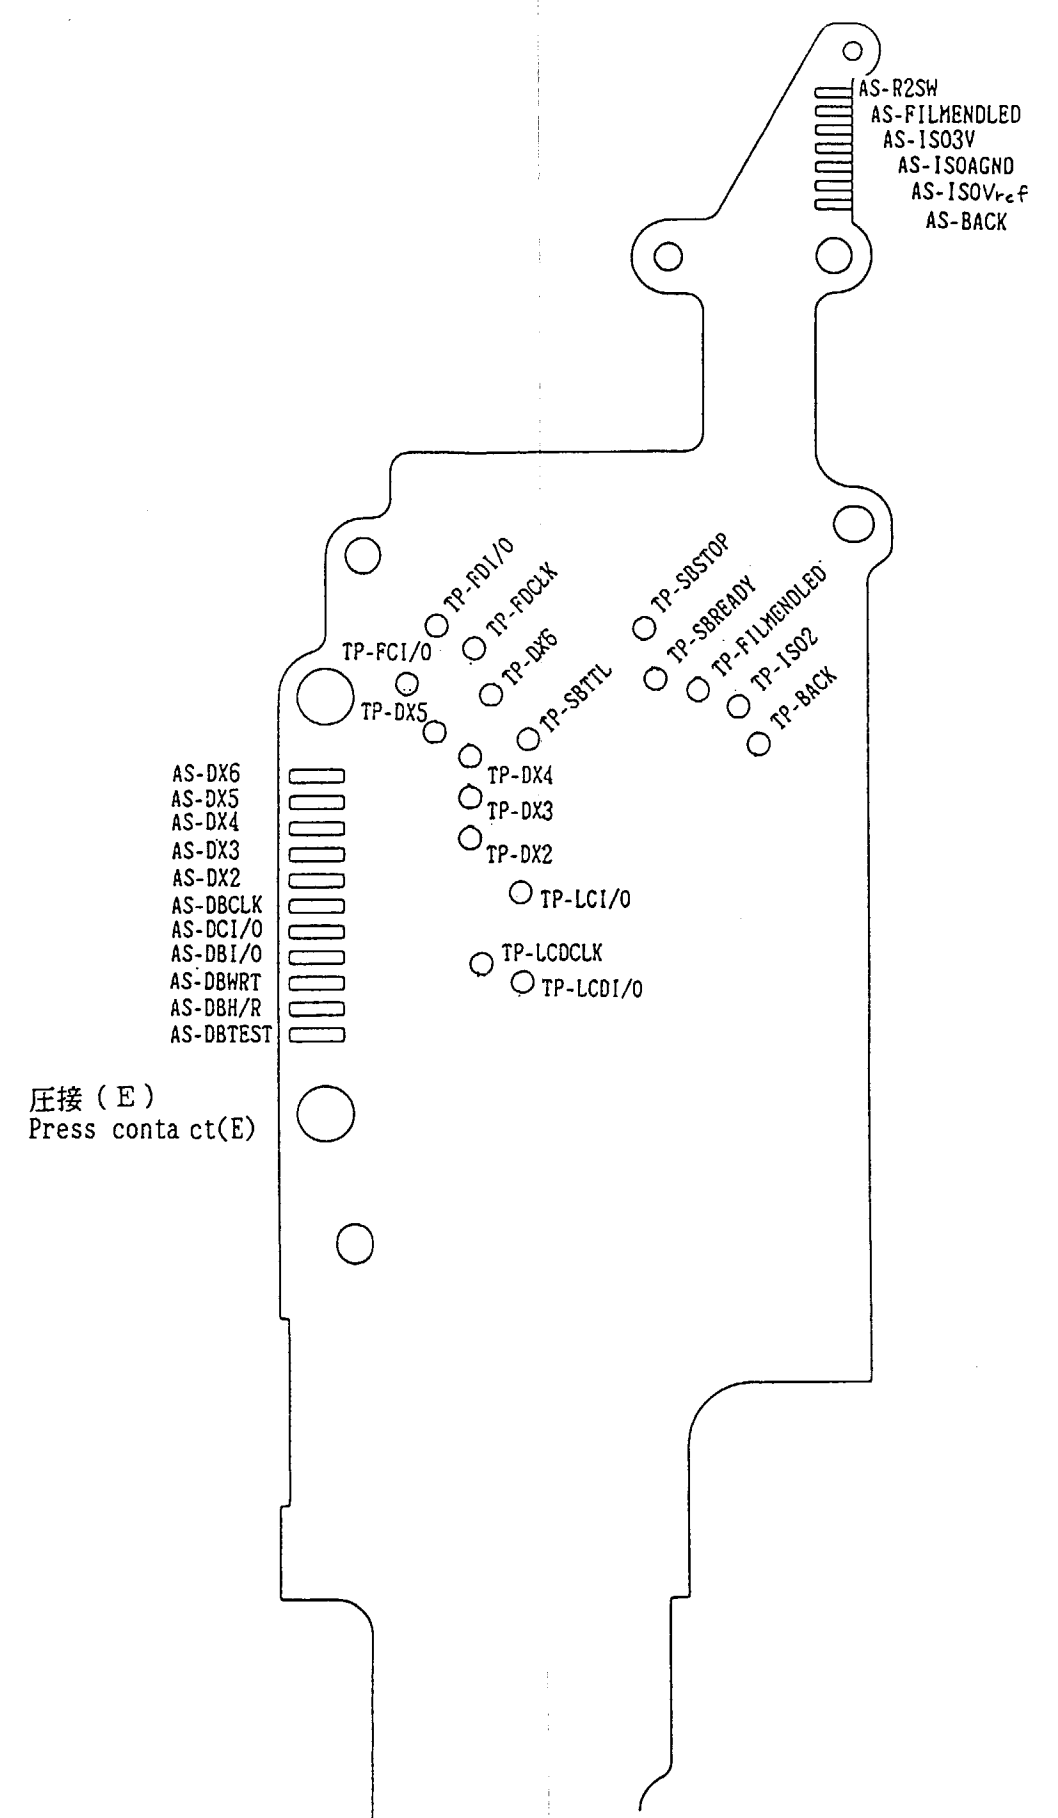 AS-R2SW
AS-FILMENDLED
AS-ISO3V
AS-ISOAGND
AS-ISOVref
AS-BACK
TP-FDI/O
TP-FDCLK
TP-SBSTOP
TP-SBREADY
TP-FILMENDLED
TP-ISO2
TP-BACK
TP-FCI/O
TP-DX6
TP-SBTTL
TP-DX5
TP-DX4
TP-DX3
TP-DX2
TP-LCI/O
TP-LCDCLK
TP-LCDI/O
AS-DX6
AS-DX5
AS-DX4
AS-DX3
AS-DX2
AS-DBCLK
AS-DCI/O
AS-DBI/O
AS-DBWRT
AS-DBH/R
AS-DBTEST
圧接(E)
Press conta ct(E)